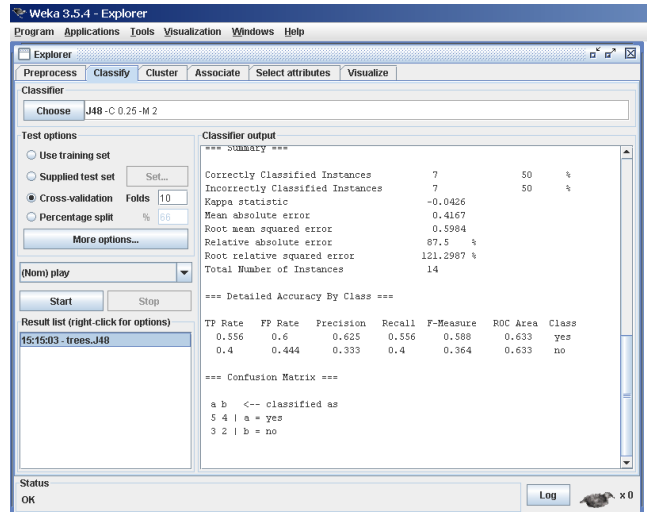 Weka 3.5.4 - Explorer
Program Applications Tools Visualization Windows Help
Explorer
Preprocess Classify Cluster Associate Select attributes Visualize
Classifier
Choose J48 -C 0.25 -M 2
Test options
Use training set
Supplied test set Set...
Cross-validation Folds 10
Percentage split % 66
More options...
(Nom) play
Start Stop
Result list (right-click for options)
15:15:03 - trees.J48
Classifier output
=== Summary ===
Correctly Classified Instances 7 50 %
Incorrectly Classified Instances 7 50 %
Kappa statistic -0.0426
Mean absolute error 0.4167
Root mean squared error 0.5984
Relative absolute error 87.5 %
Root relative squared error 121.2987 %
Total Number of Instances 14
=== Detailed Accuracy By Class ===
TP Rate FP Rate Precision Recall F-Measure ROC Area Class
0.556 0.6 0.625 0.556 0.588 0.633 yes
0.4 0.444 0.333 0.4 0.364 0.633 no
=== Confusion Matrix ===
a b <-- classified as
5 4 | a = yes
3 2 | b = no
Status
OK
Log x 0